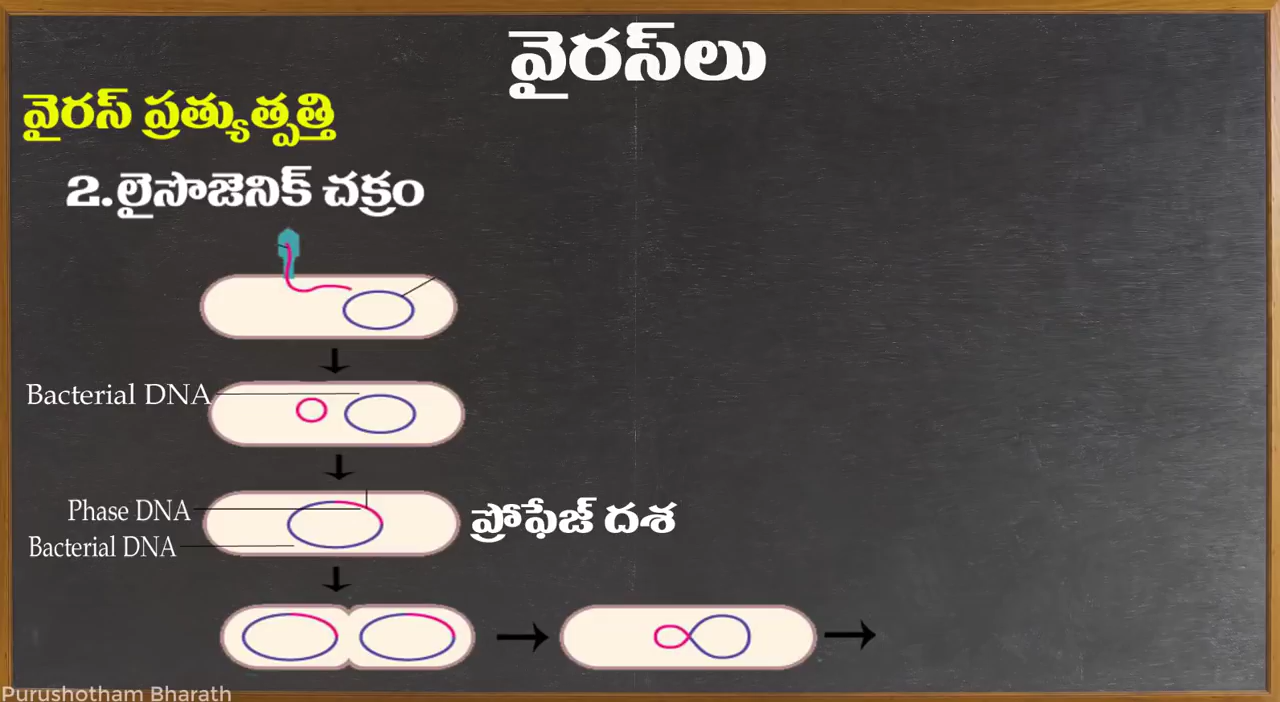 వైరస్‌లు
వైరస్ ప్రత్యుత్పత్తి
2.లైసొజెనిక్ చక్రం
Bacterial DNA
Phase DNA
ప్రోఫేజ్ దశ
Bacterial DNA
Purushotham Bharath